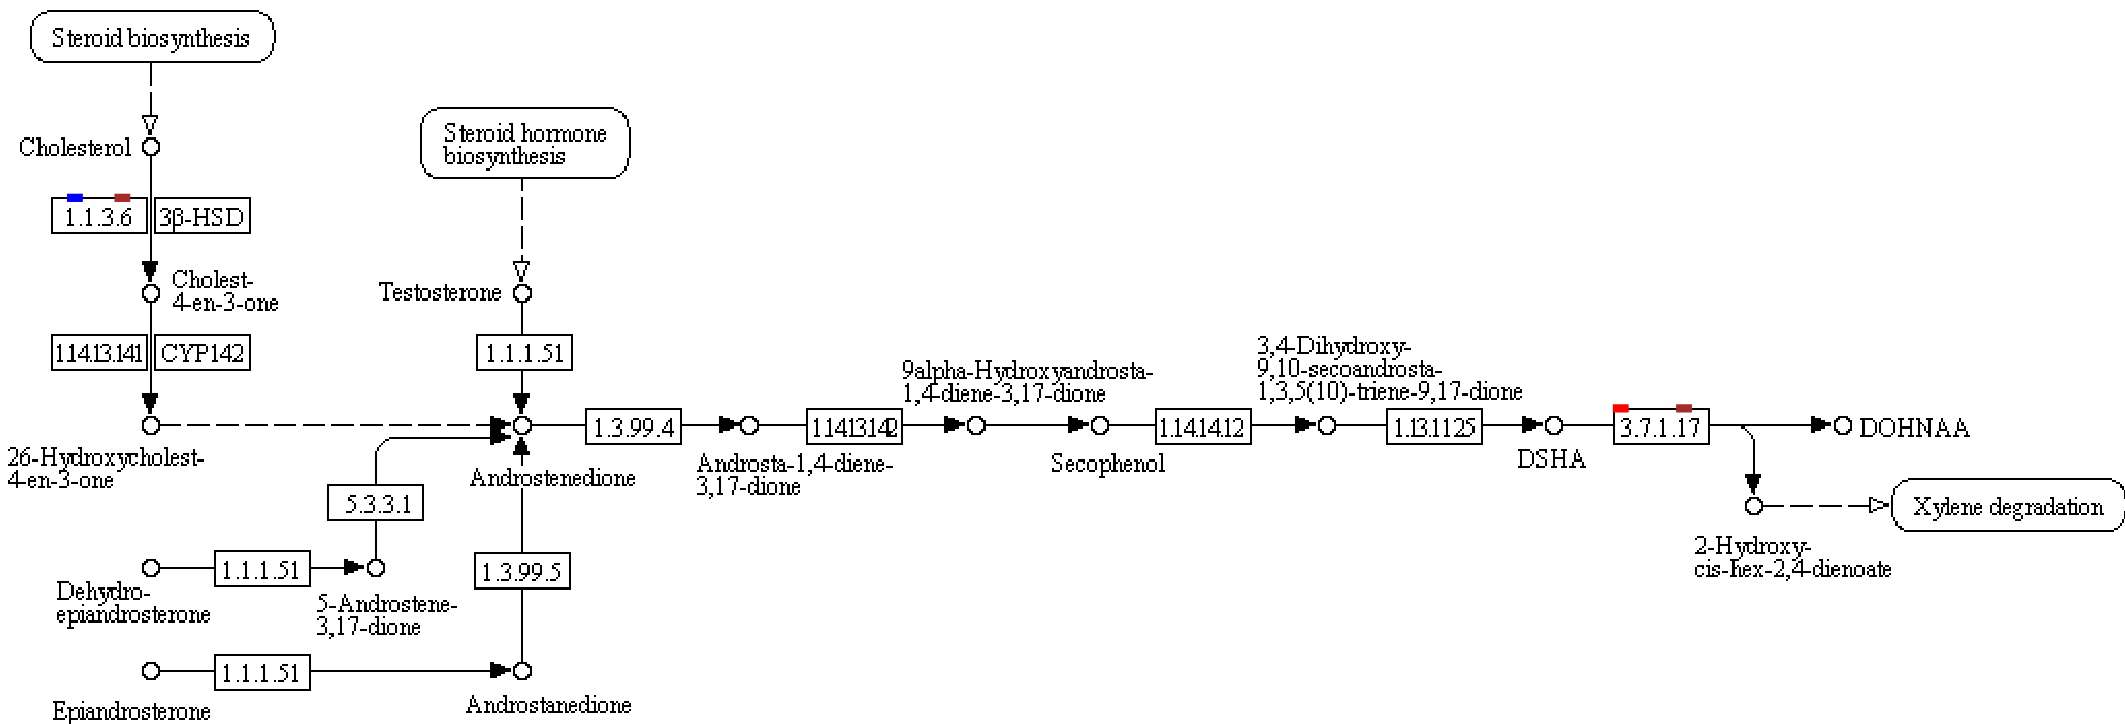 Steroid biosynthesis
Cholesterol
1.1.3.6
3β-HSD
Cholest-
4-en-3-one
1.14.13.141
CYP142
26-Hydroxycholest-
4-en-3-one
Steroid hormone
biosynthesis
Testosterone
1.1.1.51
Androstenedione
1.3.99.4
Androsta-1,4-diene-
3,17-dione
1.14.13.142
9alpha-Hydroxyandrosta-
1,4-diene-3,17-dione
Secophenol
1.14.14.12
3,4-Dihydroxy-
9,10-secoandrosta-
1,3,5(10)-triene-9,17-dione
1.13.11.25
DSHA
3.7.1.17
DOHNAA
2-Hydroxy-
cis-hex-2,4-dienoate
Xylene degradation
5.3.3.1
Dehydro-
epiandrosterone
1.1.1.51
5-Androstene-
3,17-dione
1.3.99.5
Epiandrosterone
1.1.1.51
Androstanedione